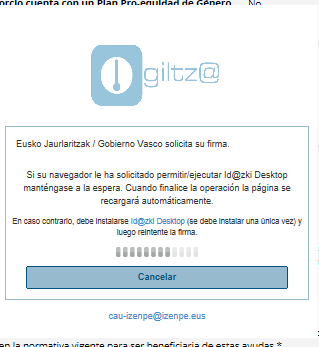 orcio cuenta con un Plan Pro-equidad de Género No
giltz@
Eusko Jaurlaritzak / Gobierno Vasco solicita su firma.
Si su navegador le ha solicitado permitir/ejecutar Id@zki Desktop
manténgase a la espera. Cuando finalice la operación la página se
recargará automáticamente.
En caso contrario, debe instalarse Id@zki Desktop (se debe instalar una única vez) y
luego reintente la firma.
Cancelar
cau-izenpe@izenpe.eus
en la normativa vigente para ser beneficiaria de estas ayudas *